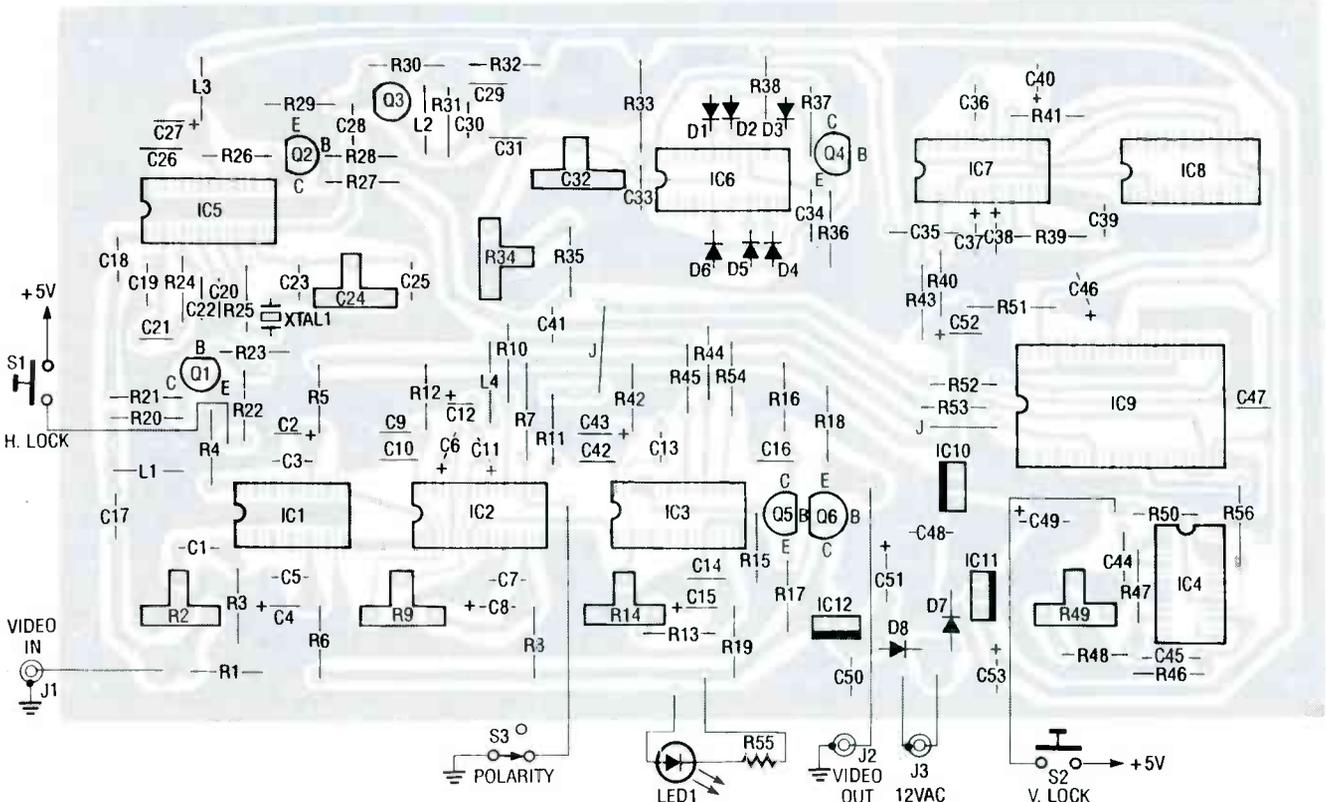 R30
R32
C40
L3
Q3
C29
R38
R29
R31
R33
R37
C36
E
C28
L2
C30
D1
D2
D3
C
R41
C27
+
B
Q2
C31
Q4
B
C26
R26
R28
IC6
IC7
IC8
C
R27
C32
E
IC5
C33
C34
C39
C35
C37
C38
R39
R34
R35
R36
C18
D6
D5
D4
C19
R24
C20
C23
C25
R40
C46
+5V
C22
R25
C24
R43
R51
C21
XTAL1
C41
C52
S1
B
R23
R10
J
R44
Q1
C
E
L4
R45
R54
R52
R21
R5
R12
C12
R42
R16
R53
IC9
C47
R20
R22
C2
C9
R7
C43
R18
J
H. LOCK
R4
C6
C11
R11
C13
C10
C42
C16
IC10
L1
C3
C
E
C17
IC1
IC2
IC3
Q5
B
Q6
B
C49
R50
R56
C1
E
C
C48
R15
C44
IC11
C14
C51
IC4
C5
C7
R2
R3
R9
C8
R14
C15
R17
IC12
D7
R49
R47
VIDEO
IN
C4
R6
R8
R13
R19
D8
R48
C45
J1
R1
C50
C53
R46
S3
R55
J2
POLARITY
VIDEO
OUT
J3
12VAC
S2
+5V
LED1
V. LOCK